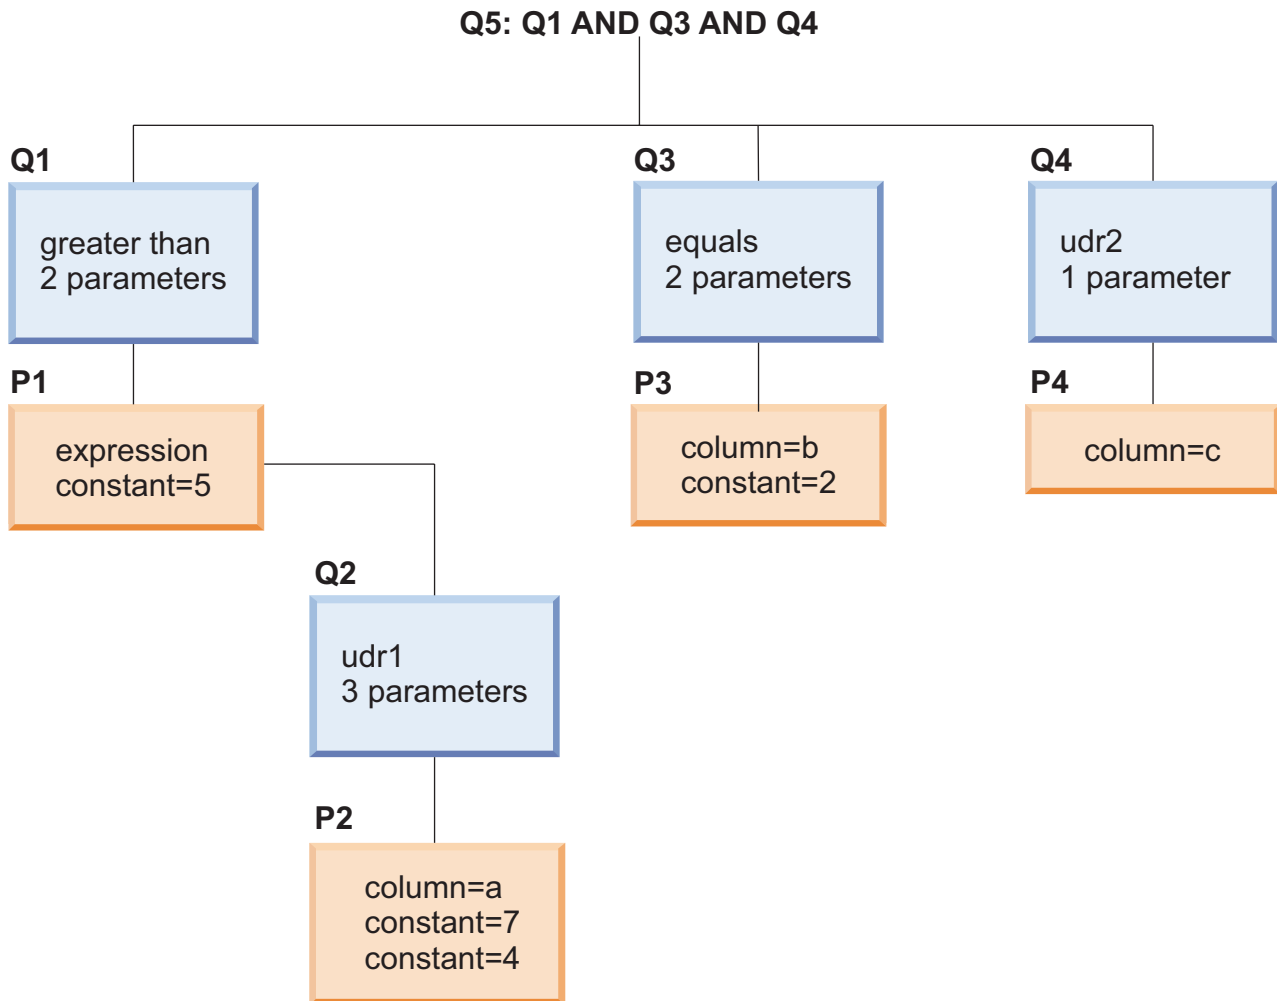 Q5: Q1 AND Q3 AND Q4
Q1
greater than
2 parameters
P1
expression
constant=5
Q2
udr1
3 parameters
P2
column=a
constant=7
constant=4
Q3
equals
2 parameters
P3
column=b
constant=2
Q4
udr2
1 parameter
P4
column=c